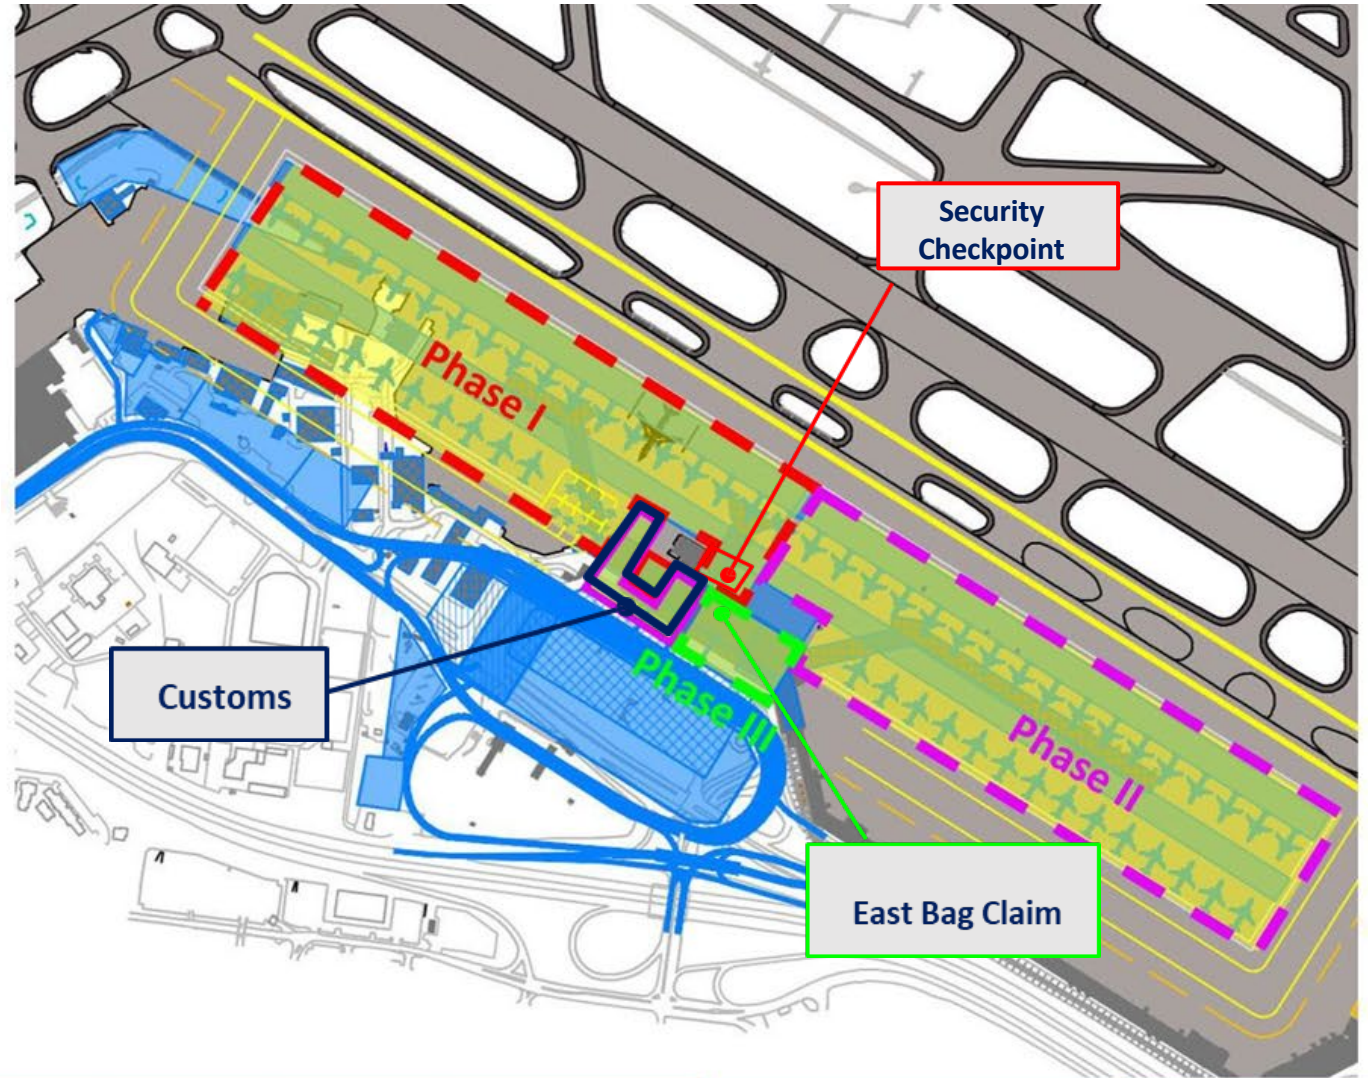 Security
Checkpoint
Phase I
Customs
Phase III
Phase II
East Bag Claim